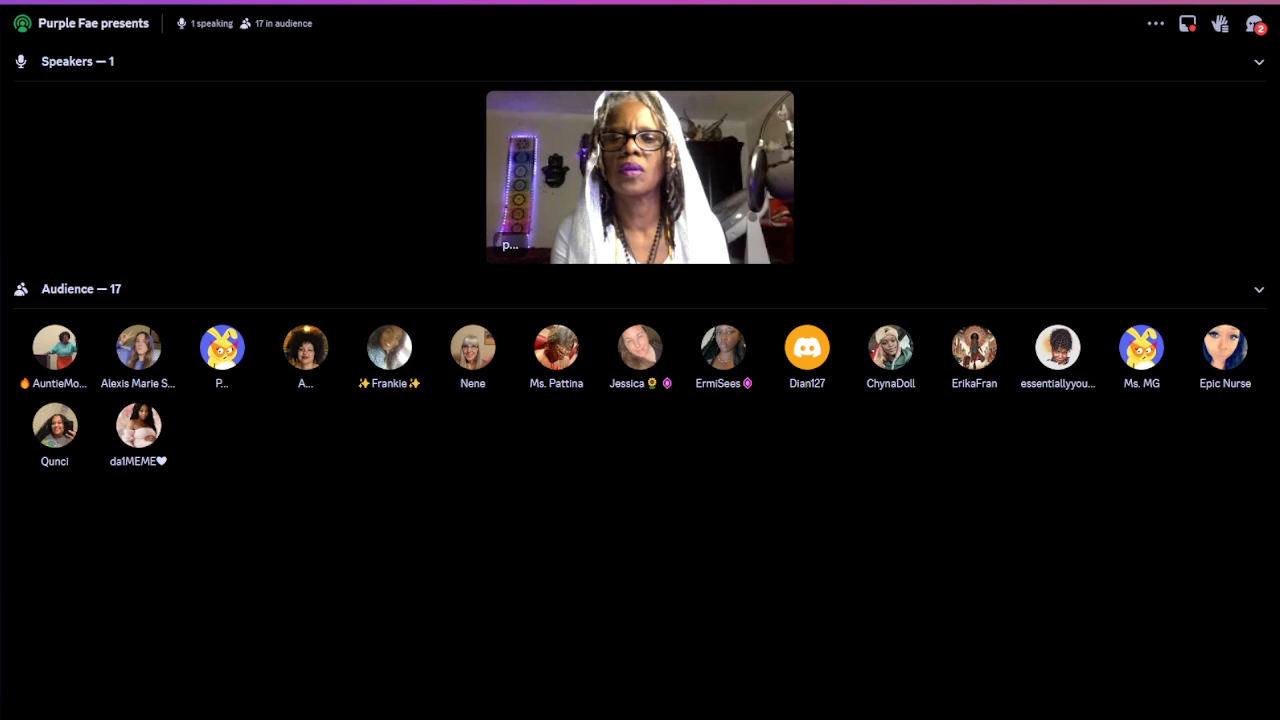 Purple Fae presents 1 speaking 17 in audience 2
Speakers — 1
p...
Audience — 17
🔥 AuntieMo... Alexis Marie S... P... A... ✨Frankie✨ Nene Ms. Pattina Jessica 🌻 ErmiSees Dian127 ChynaDoll ErikaFran essentiallyyou... Ms. MG Epic Nurse
Qunci da1MEME🤍